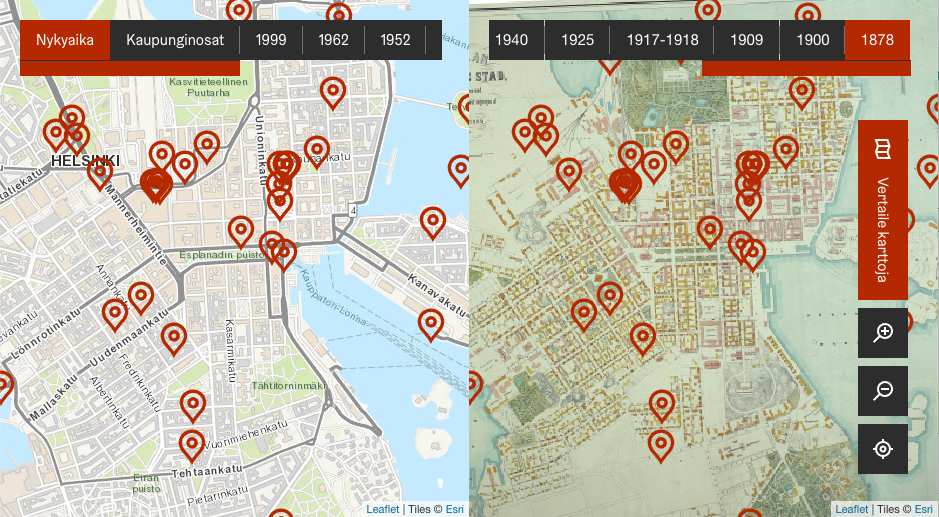 Nykyaika
Kaupunginosat
1999
1962
1952
1940
1925
1917-1918
1909
1900
1878
STAD.
Kasvitieteellinen
Puutarha
Unioninkatu
HELSINKI
Mannerheimintie
4
Esplanadin puisto
Kauppatori-Lonna
Kanavakatu
Lönnrotinkatu
Uudenmaankatu
Kasarmikatu
Fredrikinkatu
Albertinkatu
Mallaskatu
Tähtitorninmäki
Vuorimiehenkatu
Tehtaankatu
Eiran
puisto
Pietarinkatu
Vertaile karttoja
Leaflet | Tiles © Esri
Leaflet | Tiles © Esri